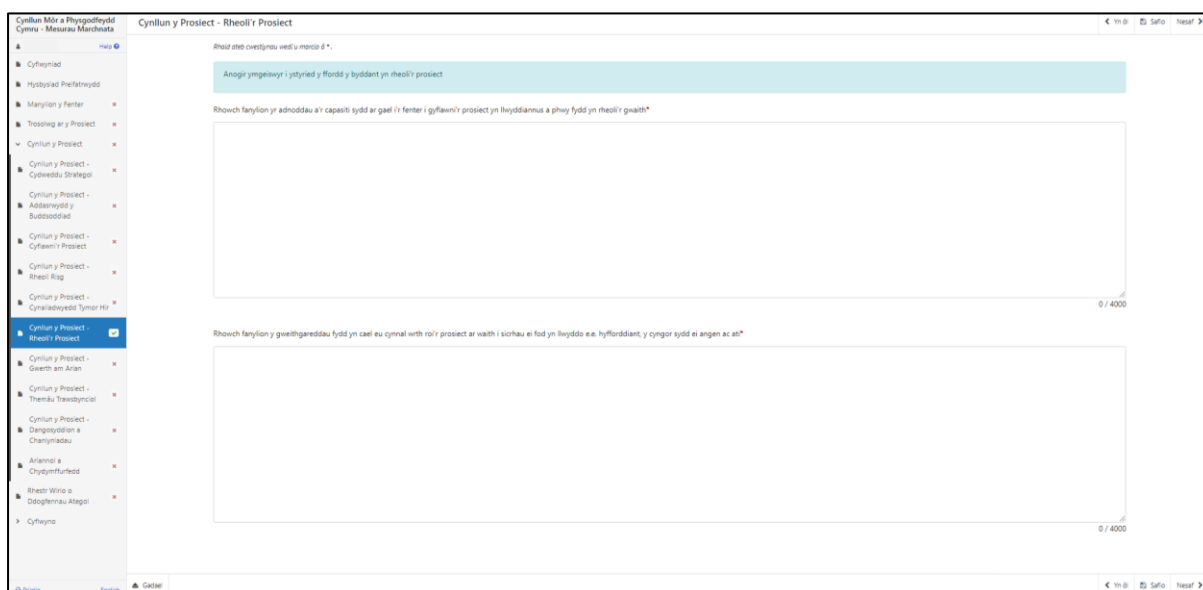 Cynllun Môr a Physgodfeydd
Cymru - Mesurau Marchnata
Help
Cyflwyniad
Hysbysiad Preifatrwydd
Manylion y Fenter
Trosolwg ar y Prosiect
Cynllun y Prosiect
Cynllun y Prosiect -
Cydweddu Strategol
Cynllun y Prosiect -
Addasrwydd y
Buddsoddiad
Cynllun y Prosiect -
Cyflawni'r Prosiect
Cynllun y Prosiect -
Rheoli Risg
Cynllun y Prosiect -
Cynaliadwyedd Tymor Hir
Cynllun y Prosiect -
Rheoli'r Prosiect
Cynllun y Prosiect -
Gwerth am Arian
Cynllun y Prosiect -
Themâu Trawsbynciol
Cynllun y Prosiect -
Dangosyddion a
Chanlyniadau
Ariannol a
Chydymffurfedd
Rhestr Wirio o
Ddogfennau Ategol
Cyflwyno
English
Cynllun y Prosiect - Rheoli'r Prosiect
Yn ôl Safio Nesaf
Rhaid ateb cwestiynau wedi'u marcio â * .
Anogir ymgeiswyr i ystyried y ffordd y byddant yn rheoli'r prosiect
Rhowch fanylion yr adnoddau a'r capasiti sydd ar gael i'r fenter i gyflawni'r prosiect yn llwyddiannus a phwy fydd yn rheoli'r gwaith*
0 / 4000
Rhowch fanylion y gweithgareddau fydd yn cael eu cynnal wrth roi'r prosiect ar waith i sicrhau ei fod yn llwyddo e.e. hyfforddiant, y cyngor sydd ei angen ac ati*
0 / 4000
Gadael
Yn ôl Safio Nesaf